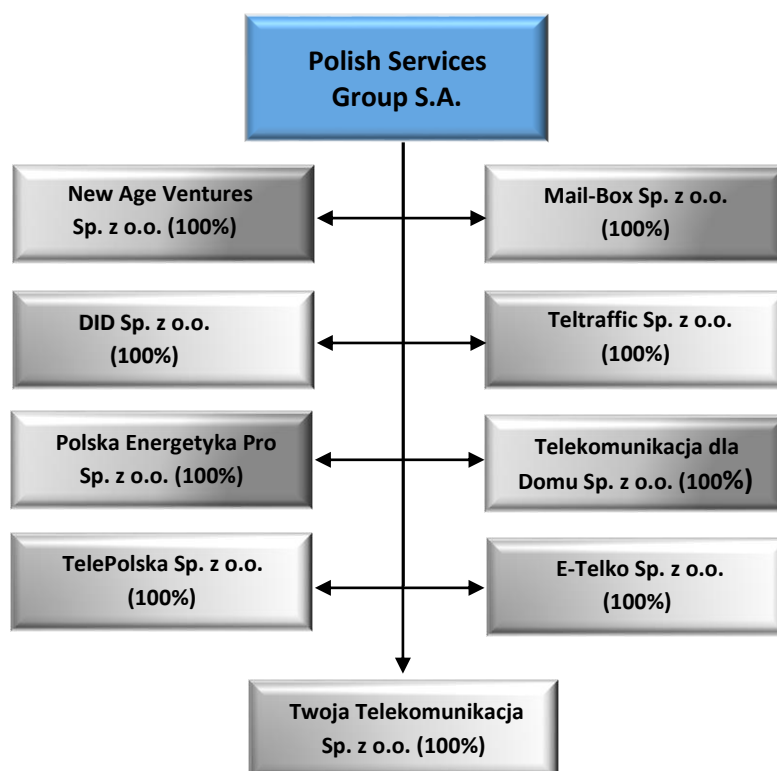 Polish Services
Group S.A.
New Age Ventures
Sp. z o.o. (100%)
Mail-Box Sp. z o.o.
(100%)
DID Sp. z o.o.
(100%)
Teltraffic Sp. z o.o.
(100%)
Polska Energetyka Pro
Sp. z o.o. (100%)
Telekomunikacja dla
Domu Sp. z o.o. (100%)
TelePolska Sp. z o.o.
(100%)
E-Telko Sp. z o.o.
(100%)
Twoja Telekomunikacja
Sp. z o.o. (100%)